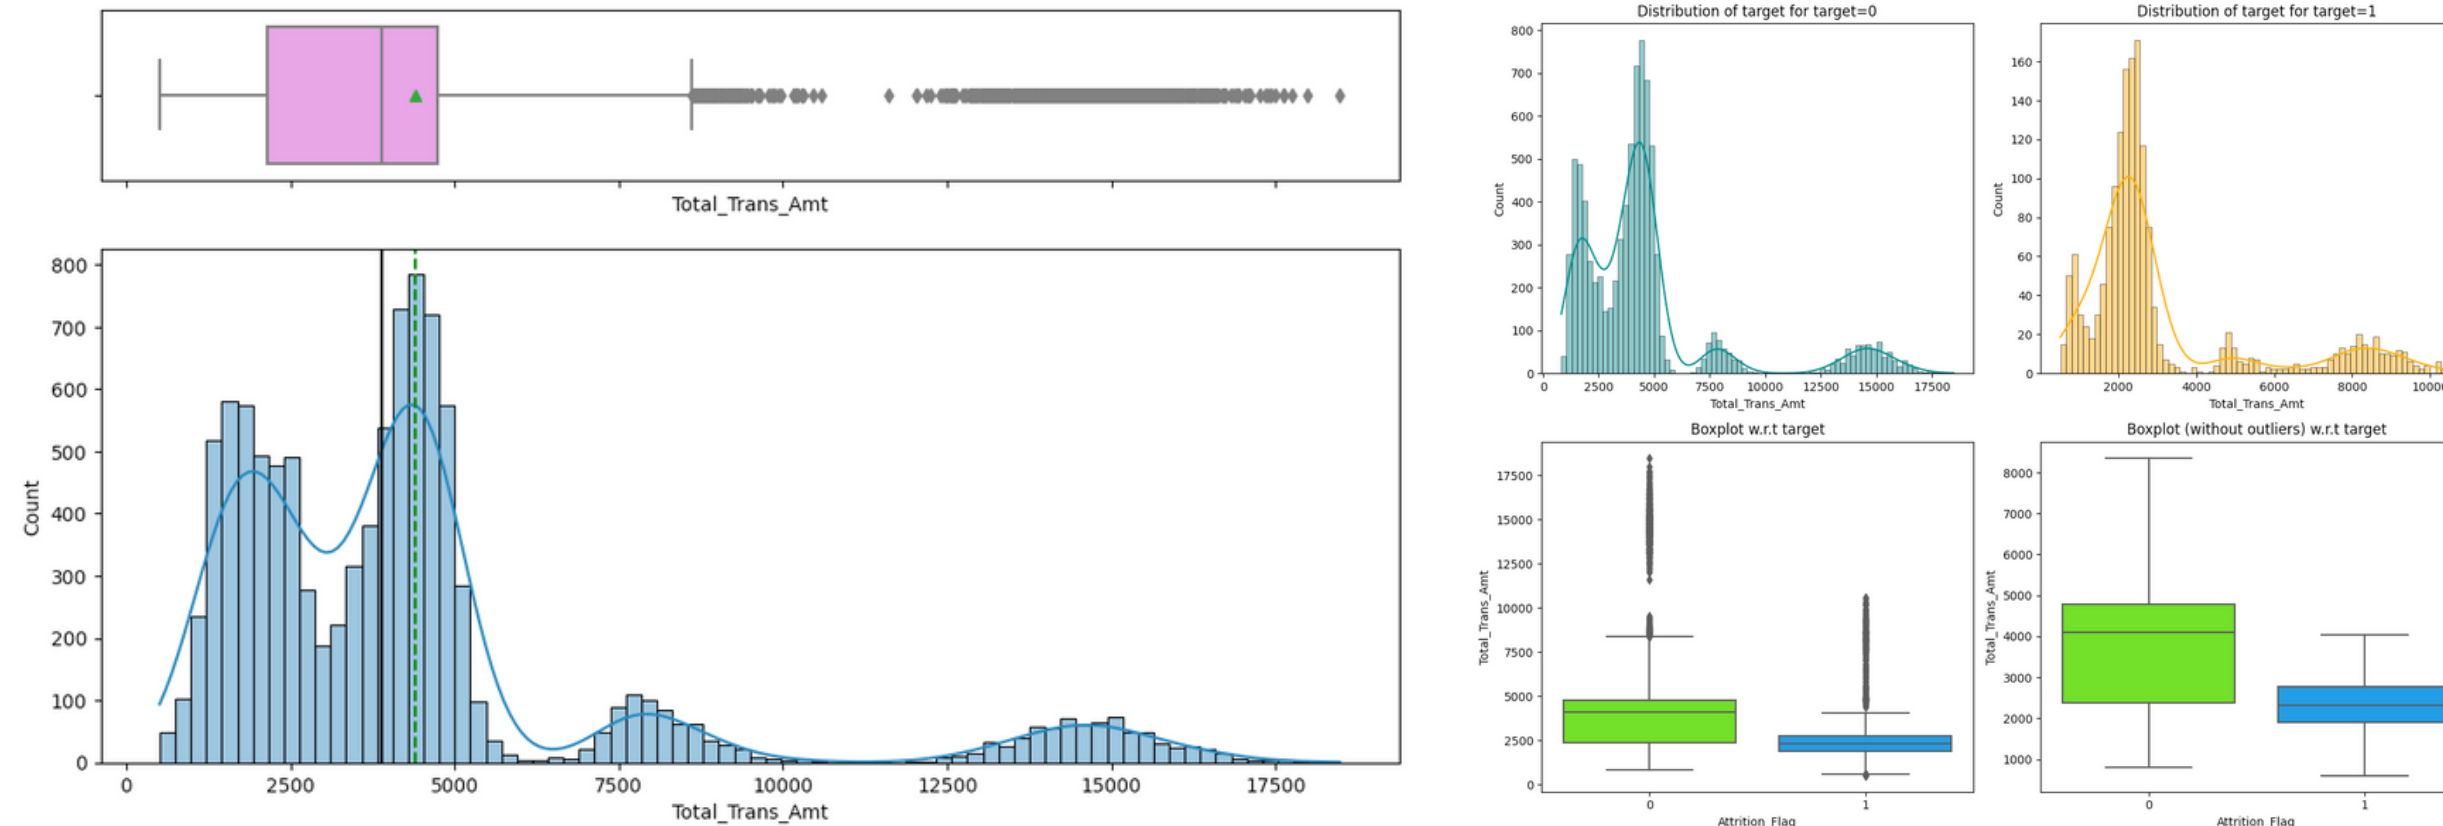 Total_Trans_Amt
800
700
600
500
400
300
200
100
0
Count
0 2500 5000 7500 10000 12500 15000 17500
Total_Trans_Amt
Distribution of target for target=0
800
700
600
500
400
300
200
100
0
Count
0 2500 5000 7500 10000 12500 15000 17500
Total_Trans_Amt
Distribution of target for target=1
160
140
120
100
80
60
40
20
0
Count
2000 4000 6000 8000 10000
Total_Trans_Amt
Boxplot w.r.t target
17500
15000
12500
10000
7500
5000
2500
0
Total_Trans_Amt
0 1
Attrition_Flag
Boxplot (without outliers) w.r.t target
8000
7000
6000
5000
4000
3000
2000
1000
Total_Trans_Amt
0 1
Attrition_Flag